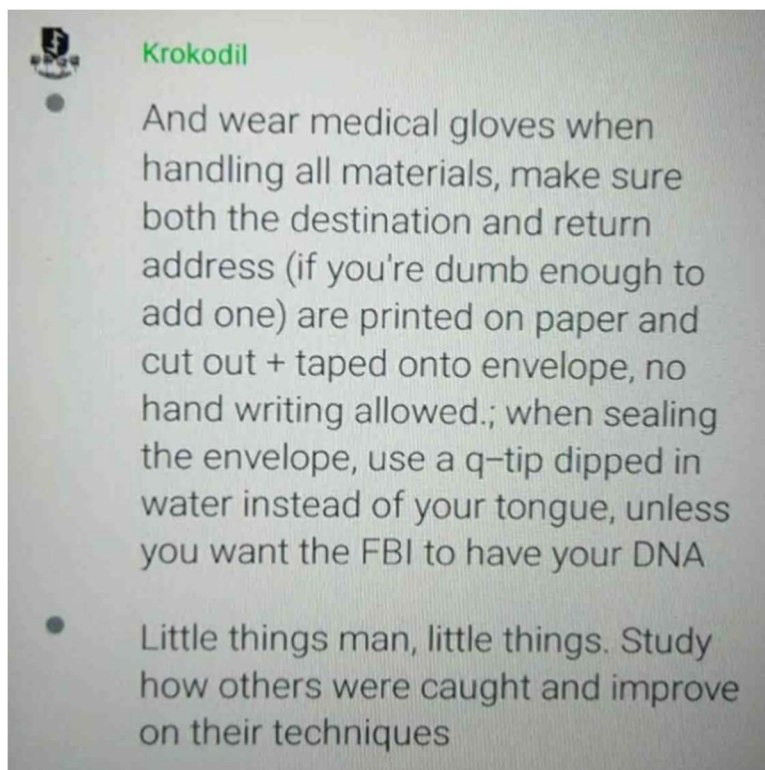 Krokodil
And wear medical gloves when
handling all materials, make sure
both the destination and return
address (if you're dumb enough to
add one) are printed on paper and
cut out + taped onto envelope, no
hand writing allowed.; when sealing
the envelope, use a q-tip dipped in
water instead of your tongue, unless
you want the FBI to have your DNA
Little things man, little things. Study
how others were caught and improve
on their techniques